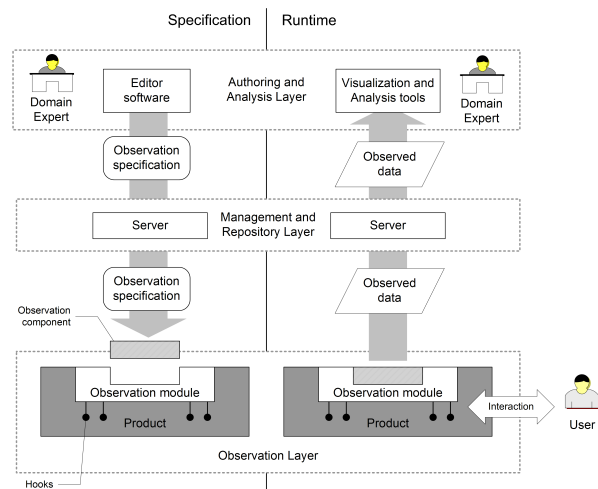 Specification
Runtime
Domain
Expert
Editor
software
Authoring and
Analysis Layer
Visualization and
Analysis tools
Domain
Expert
Observation
specification
Observed
data
Server
Management and
Repository Layer
Server
Observation
specification
Observed
data
Observation
component
Observation module
Product
Observation module
Product
Interaction
User
Observation Layer
Hooks